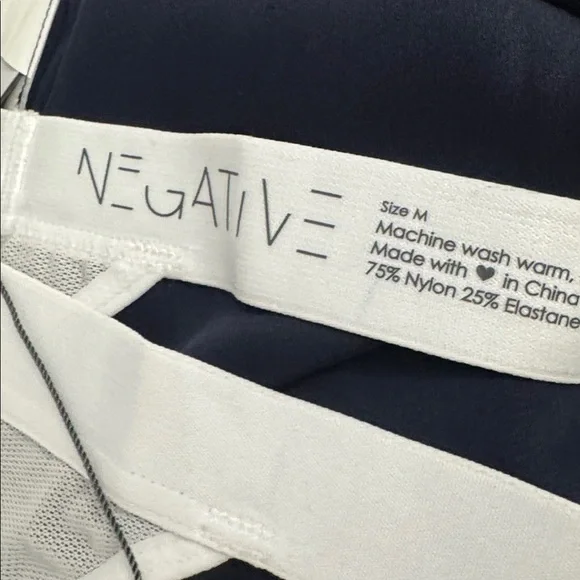 NEGATIVE
Size M
Machine wash warm,
Made with ♥ in China
75% Nylon 25% Elastane